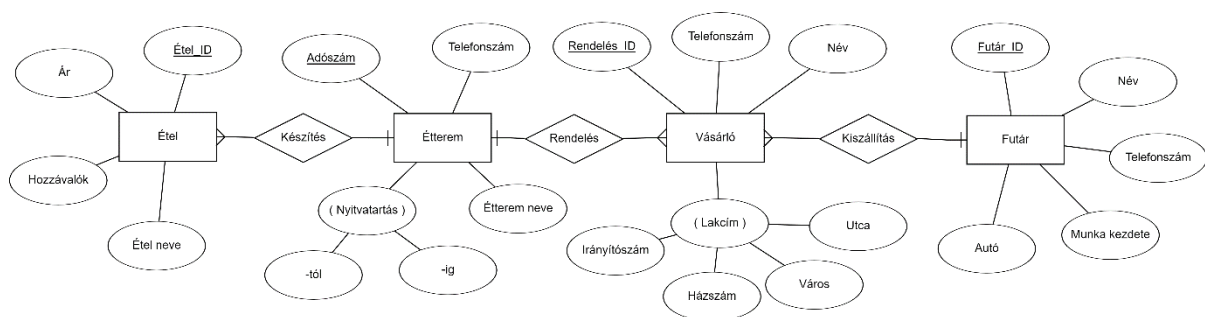 Étel_ID
Telefonszám
Rendelés_ID
Telefonszám
Név
Futár_ID
Ár
Adószám
Név
Étel
Készítés
Étterem
Rendelés
Vásárló
Kiszállítás
Futár
Telefonszám
Hozzávalók
( Nyitvatartás )
Étterem neve
( Lakcím )
Utca
Étel neve
Irányítószám
Autó
Munka kezdete
-tól
-ig
Házszám
Város